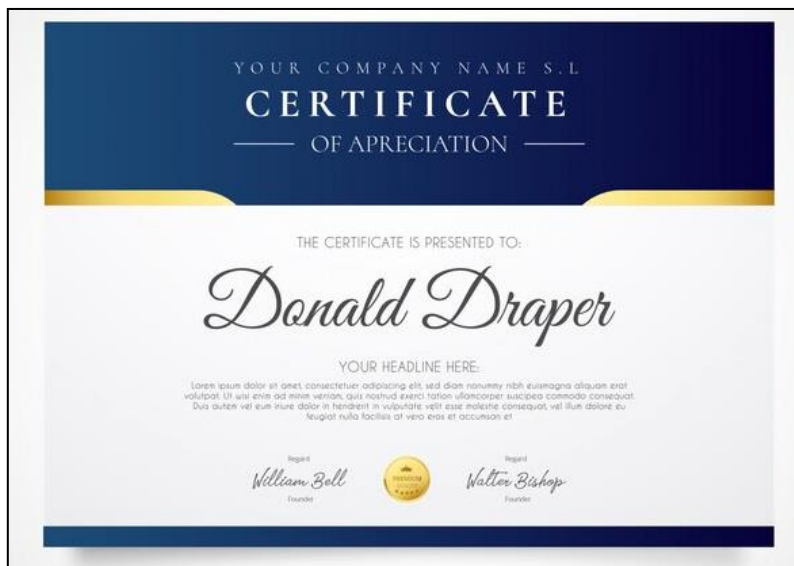 YOUR COMPANY NAME S.L
CERTIFICATE
OF APRECIATION
THE CERTIFICATE IS PRESENTED TO:
Donald Draper
YOUR HEADLINE HERE:
Lorem ipsum dolor sit amet, consectetuer adipiscing elit, sed diam nonummy nibh euismagna aliquam erat
volutpat. Ut wisi enim ad minim veniam, quis nostrud exerci tation ullamcorper suscipea commodo consequat.
Duis autem vel eum iriure dolor in hendrerit in vulputate velit esse molestie consequat, vel illum dolore eu
feugiat nulla facilisis at vero eros et accumsan et
Regard
William Bell
Founder
PREMIUM
Regard
Walter Bishop
Founder